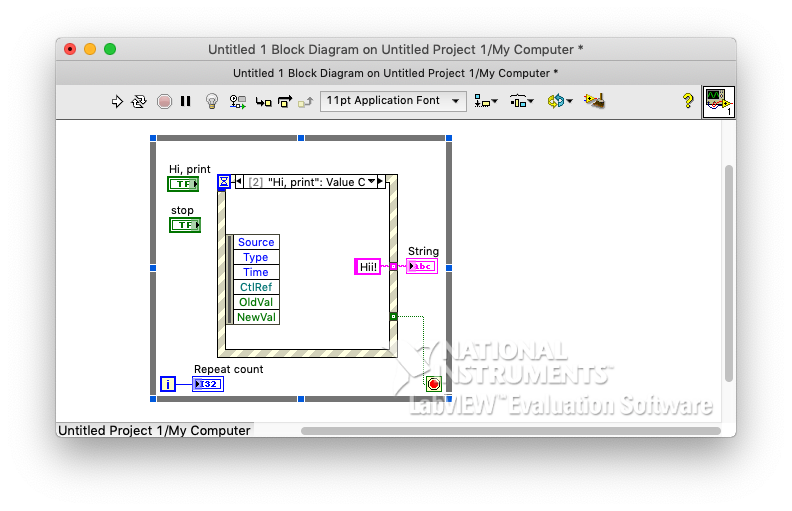 Untitled 1 Block Diagram on Untitled Project 1/My Computer *
Untitled 1 Block Diagram on Untitled Project 1/My Computer *
11pt Application Font
?
1
Hi, print
TF
[2] "Hi, print": Value C
stop
TF
Source
Type
Time
CtlRef
OldVal
NewVal
Hii!
String
abc
Repeat count
i
I32
NATIONAL
INSTRUMENTS™
LabVIEW™ Evaluation Software
Untitled Project 1/My Computer